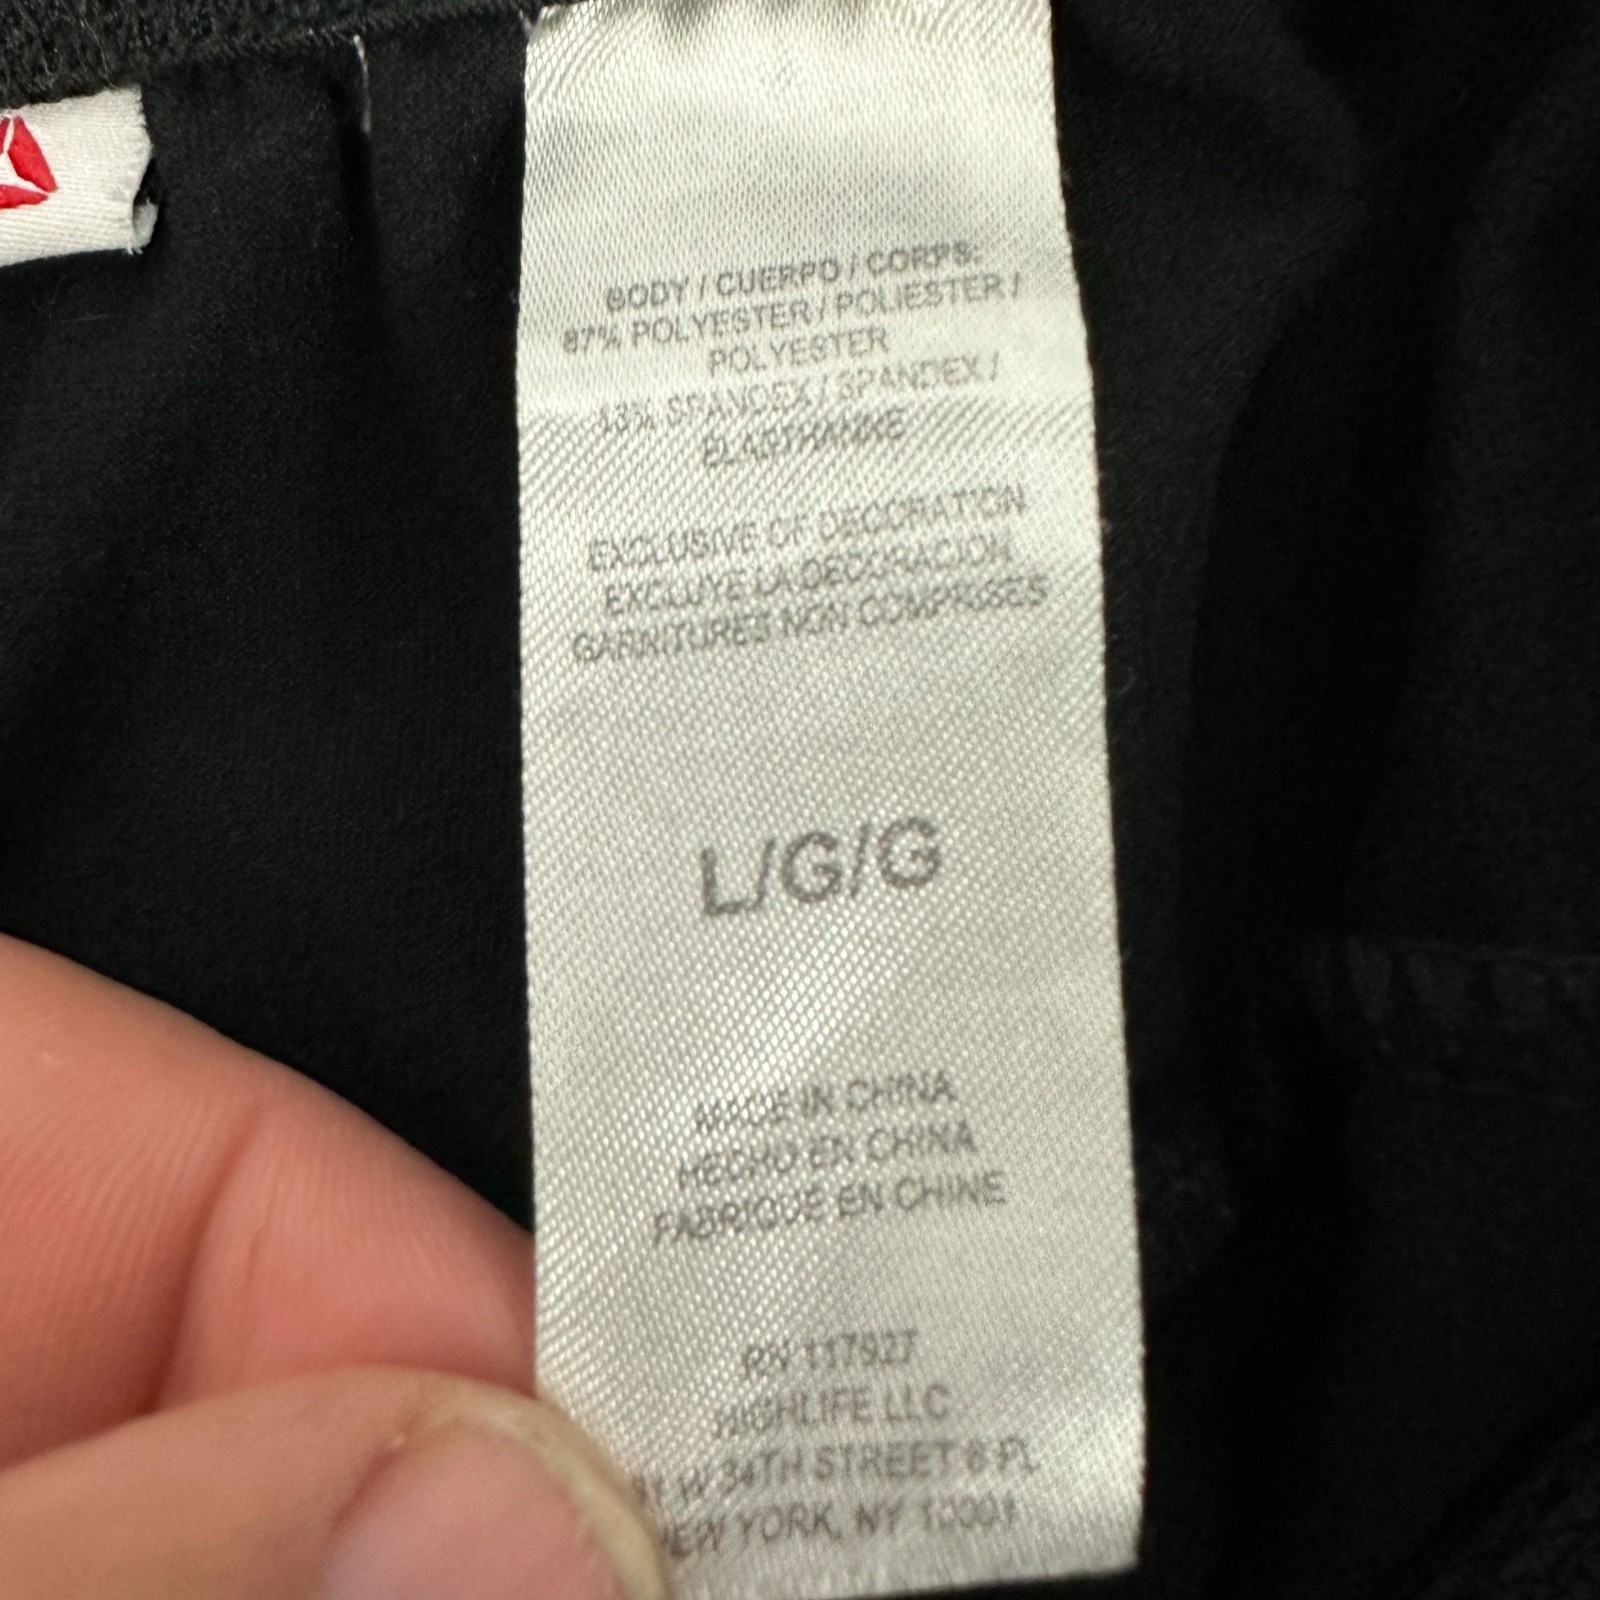 BODY / CUERPO / CORPS:
87% POLYESTER / POLIESTER /
POLYESTER
13% SPANDEX / SPANDEX /
ELASTHANNE
EXCLUSIVE OF DECORATION
EXCLUYE LA DECORACION
GARNITURES NON COMPRISES
L/G/G
MADE IN CHINA
HECHO EN CHINA
FABRIQUE EN CHINE
RN 117927
HIGHLIFE LLC
W 34TH STREET 6 FL
NEW YORK, NY 10001